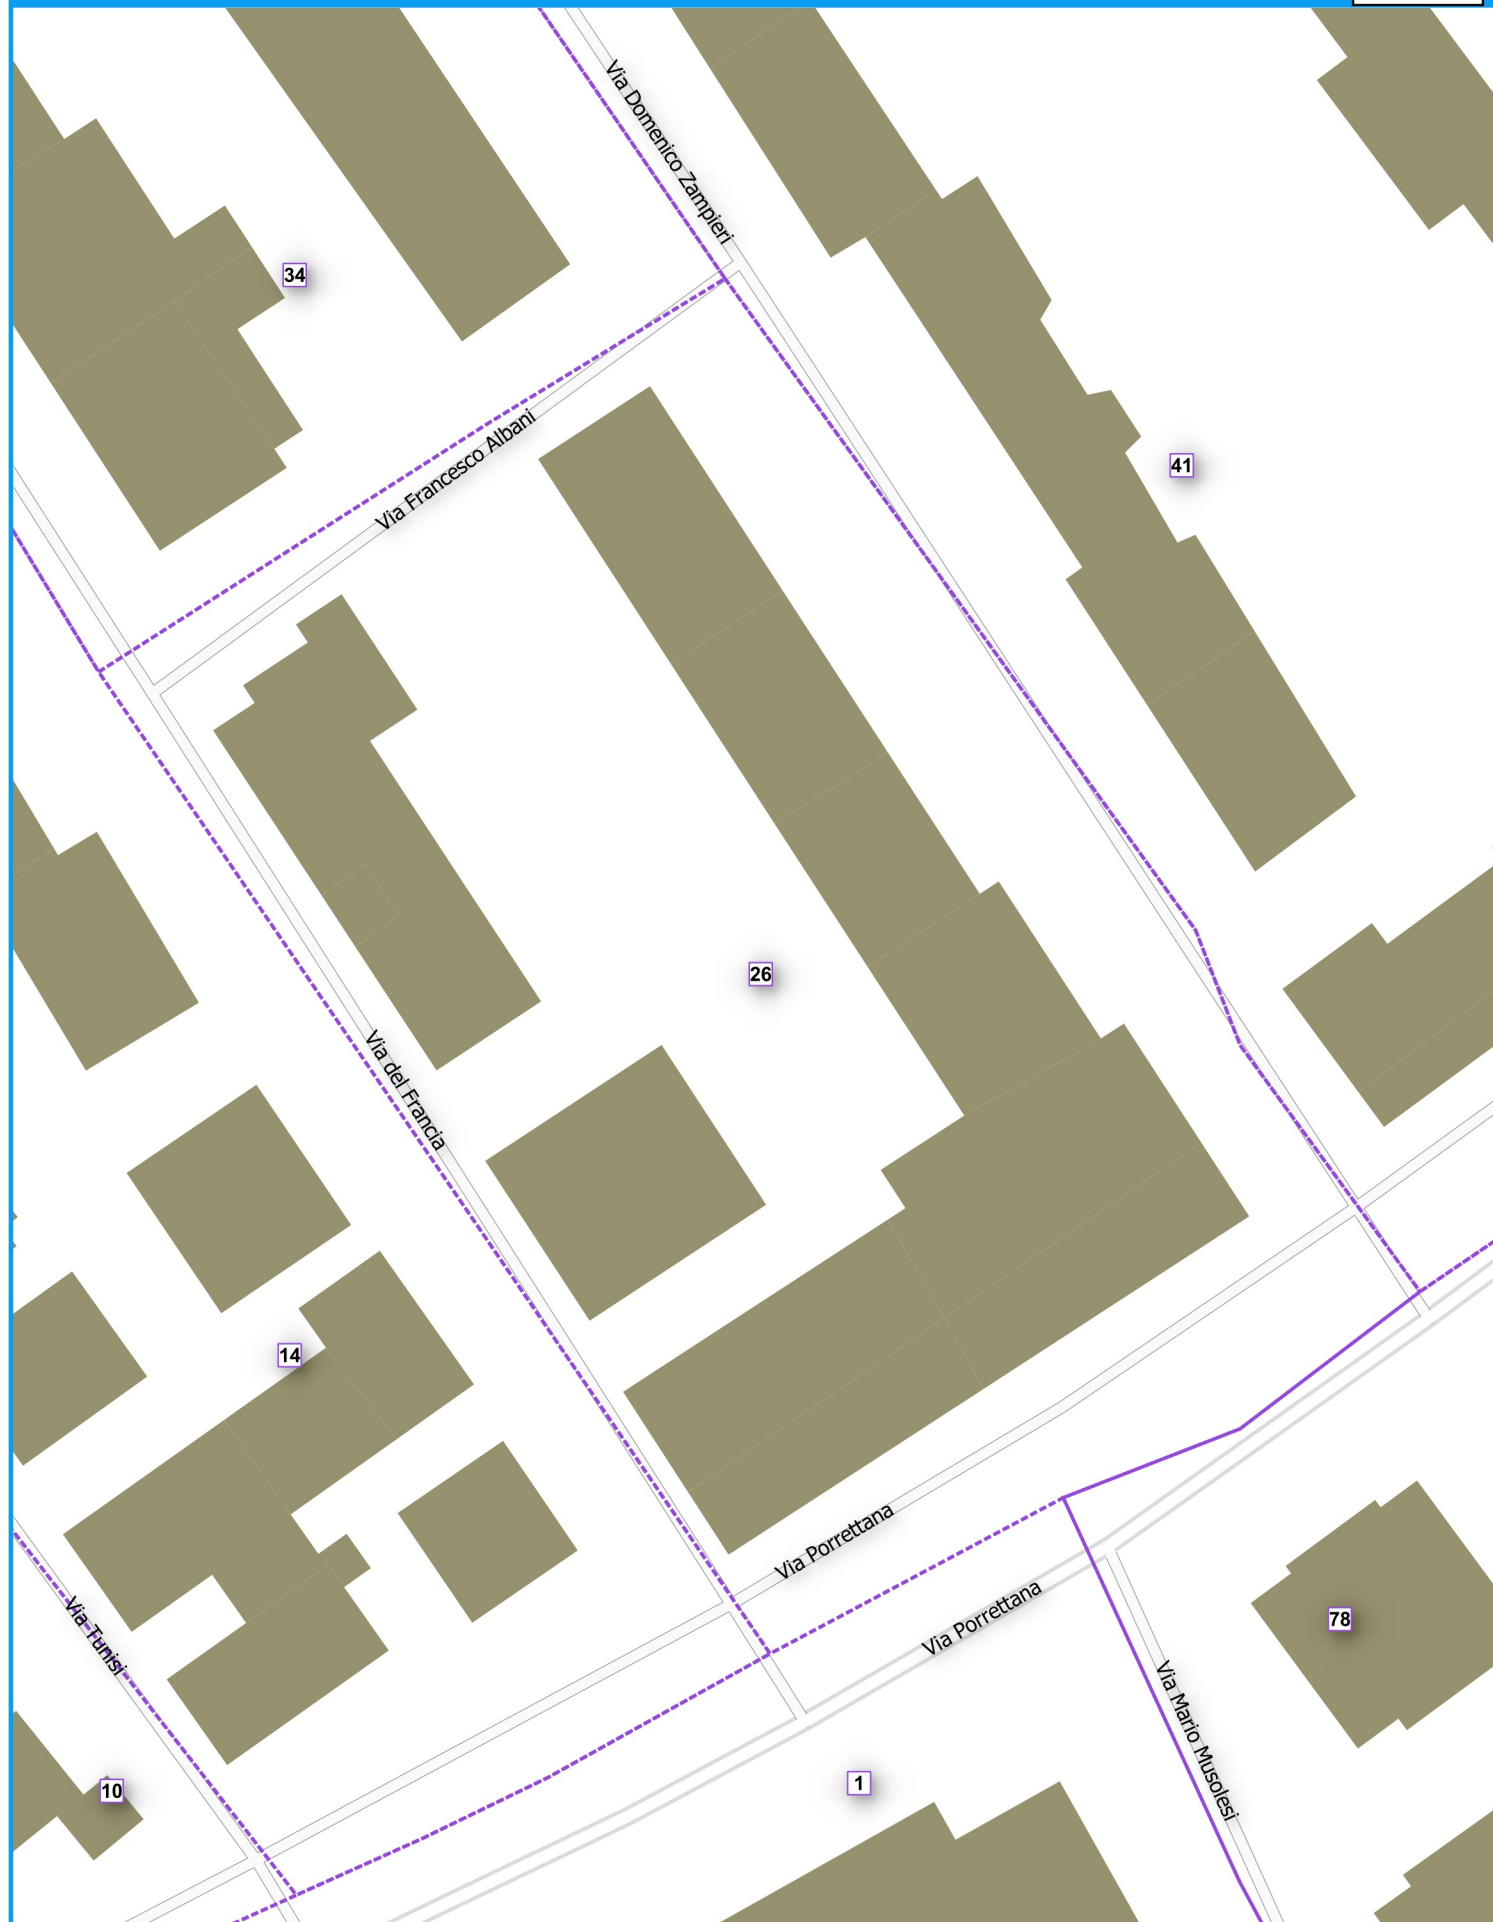 Via Domenico Zampieri
34
Via Francesco Albani
41
26
Via del Francia
14
Via Porrettana
Via Porrettana
78
Via Tunisi
Via Mario Musolesi
10
1